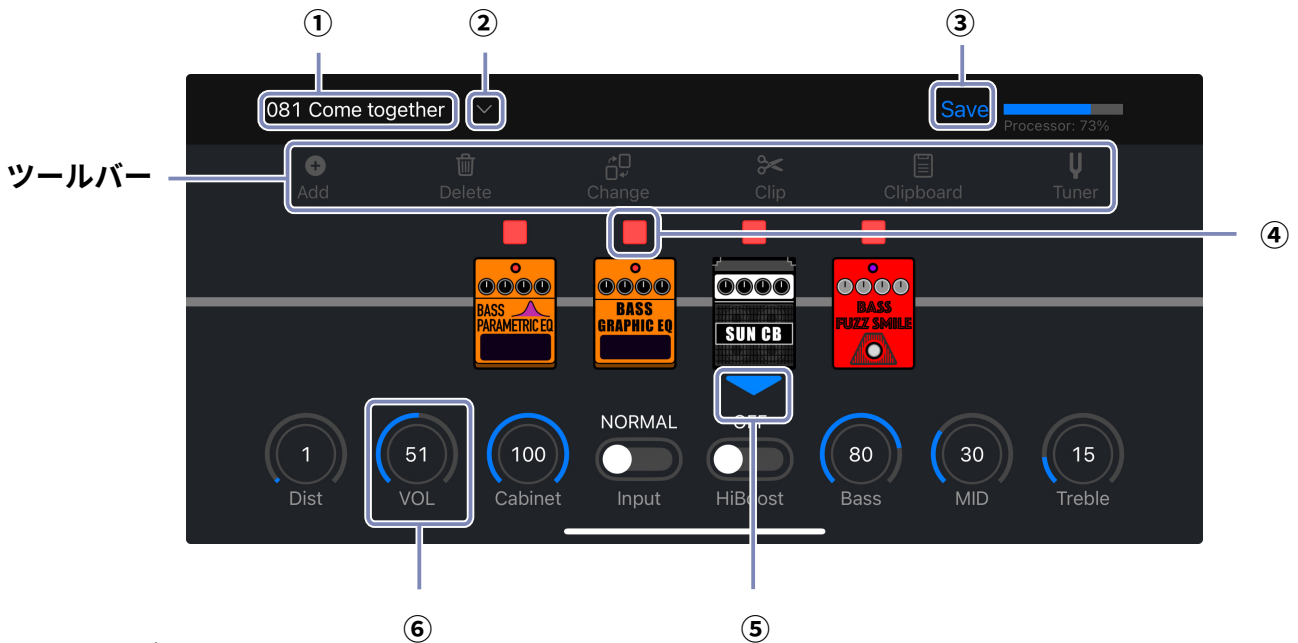 ① ② ③
081 Come together
Save
Processor: 73%
ツールバー
Add Delete Change Clip Clipboard Tuner
④
BASS PARAMETRIC EQ
BASS GRAPHIC EQ
SUN CB
BASS FUZZ SMILE
NORMAL OFF
1 51 100 80 30 15
Dist VOL Cabinet Input HiBoost Bass MID Treble
⑥ ⑤